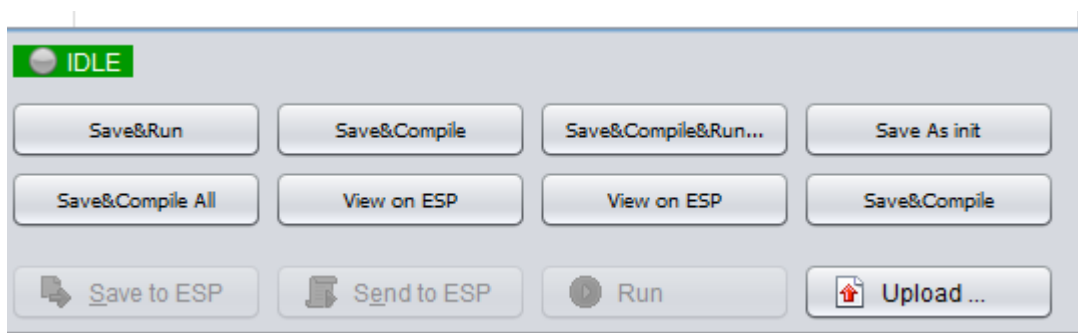 IDLE
Save&Run Save&Compile Save&Compile&Run... Save As init
Save&Compile All View on ESP View on ESP Save&Compile
Save to ESP Send to ESP Run Upload ...